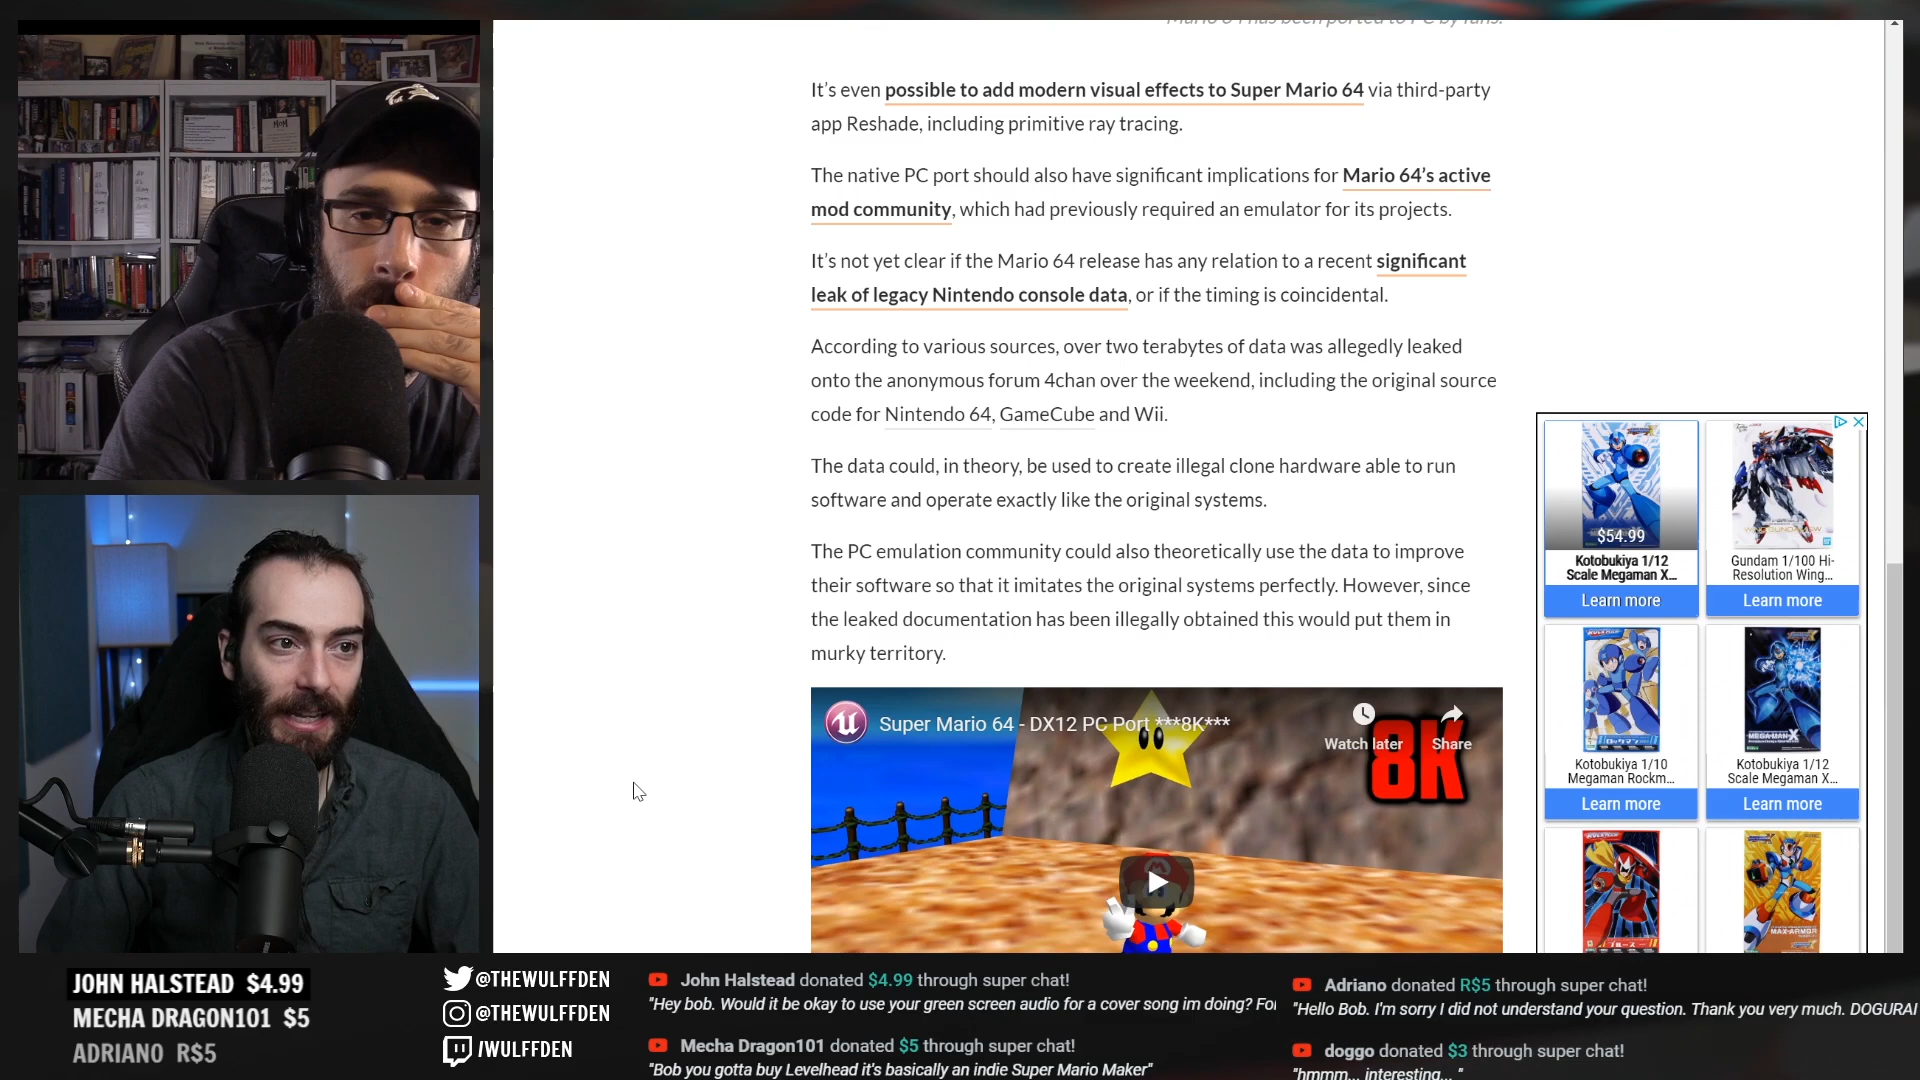 Mario 64 has been ported to PC by fans.
It's even possible to add modern visual effects to Super Mario 64 via third-party
app Reshade, including primitive ray tracing.
The native PC port should also have significant implications for Mario 64's active
mod community, which had previously required an emulator for its projects.
It's not yet clear if the Mario 64 release has any relation to a recent significant
leak of legacy Nintendo console data, or if the timing is coincidental.
According to various sources, over two terabytes of data was allegedly leaked
onto the anonymous forum 4chan over the weekend, including the original source
code for Nintendo 64, GameCube and Wii.
The data could, in theory, be used to create illegal clone hardware able to run
software and operate exactly like the original systems.
The PC emulation community could also theoretically use the data to improve
their software so that it imitates the original systems perfectly. However, since
the leaked documentation has been illegally obtained this would put them in
murky territory.
Super Mario 64 - DX12 PC Port ***8K***
Watch later
Share
8K
$54.99
Kotobukiya 1/12
Scale Megaman X...
Learn more
Gundam 1/100 Hi-
Resolution Wing...
Learn more
Kotobukiya 1/10
Megaman Rockm...
Learn more
MEGAMAN X
Kotobukiya 1/12
Scale Megaman X...
Learn more
MAX ARMOR
JOHN HALSTEAD $4.99
MECHA DRAGON101 $5
ADRIANO R$5
@THEWULFFDEN
@THEWULFFDEN
/WULFFDEN
John Halstead donated $4.99 through super chat!
"Hey bob. Would it be okay to use your green screen audio for a cover song im doing? Fo
Mecha Dragon101 donated $5 through super chat!
"Bob you gotta buy Levelhead it's basically an indie Super Mario Maker"
Adriano donated R$5 through super chat!
"Hello Bob. I'm sorry I did not understand your question. Thank you very much. DOGURAI
doggo donated $3 through super chat!
"hmmm... interesting... "